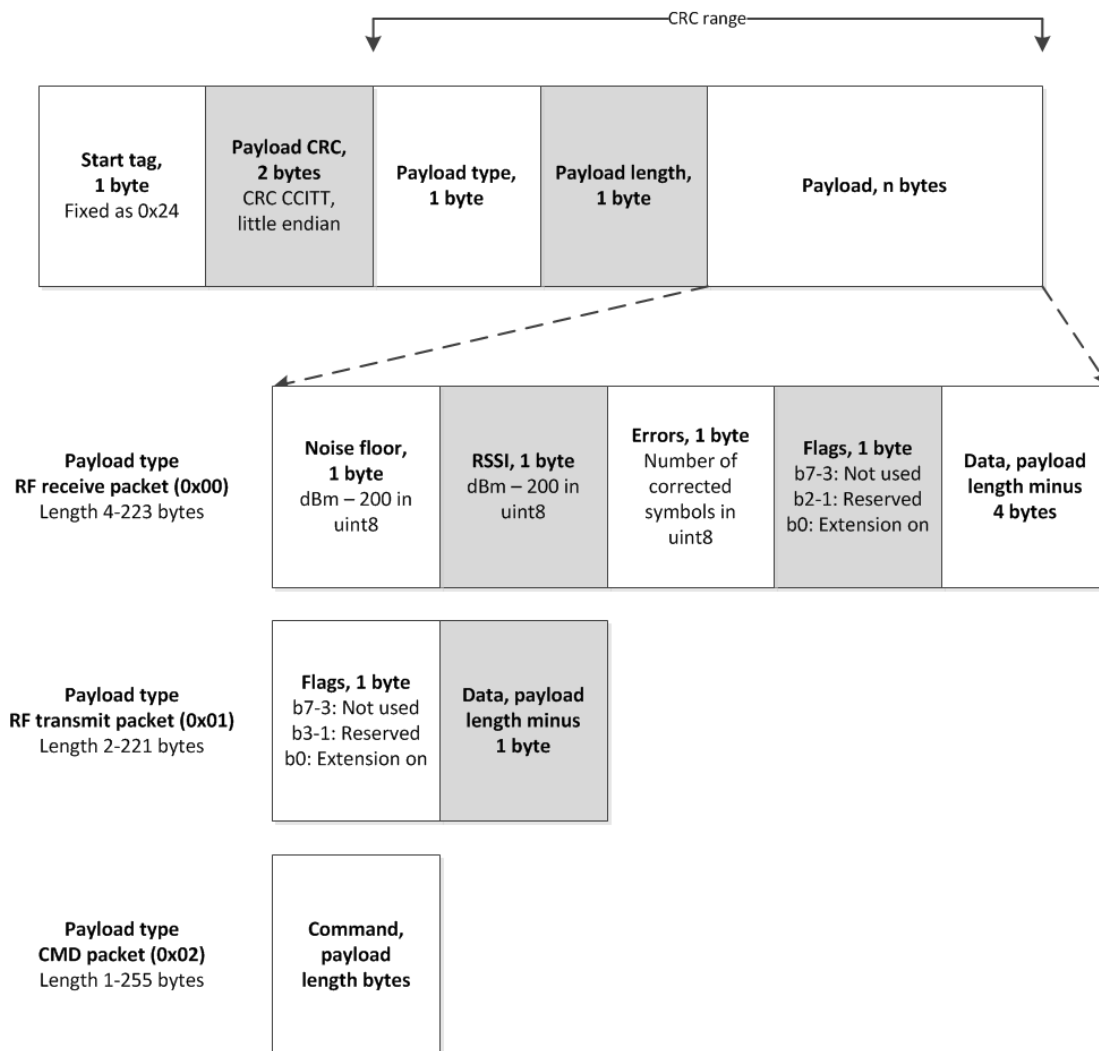 CRC range
Start tag,
1 byte
Fixed as 0x24
Payload CRC,
2 bytes
CRC CCITT,
little endian
Payload type,
1 byte
Payload length,
1 byte
Payload, n bytes
Payload type
RF receive packet (0x00)
Length 4-223 bytes
Noise floor,
1 byte
dBm – 200 in
uint8
RSSI, 1 byte
dBm – 200 in
uint8
Errors, 1 byte
Number of
corrected
symbols in
uint8
Flags, 1 byte
b7-3: Not used
b2-1: Reserved
b0: Extension on
Data, payload
length minus
4 bytes
Payload type
RF transmit packet (0x01)
Length 2-221 bytes
Flags, 1 byte
b7-3: Not used
b3-1: Reserved
b0: Extension on
Data, payload
length minus
1 byte
Payload type
CMD packet (0x02)
Length 1-255 bytes
Command,
payload
length bytes